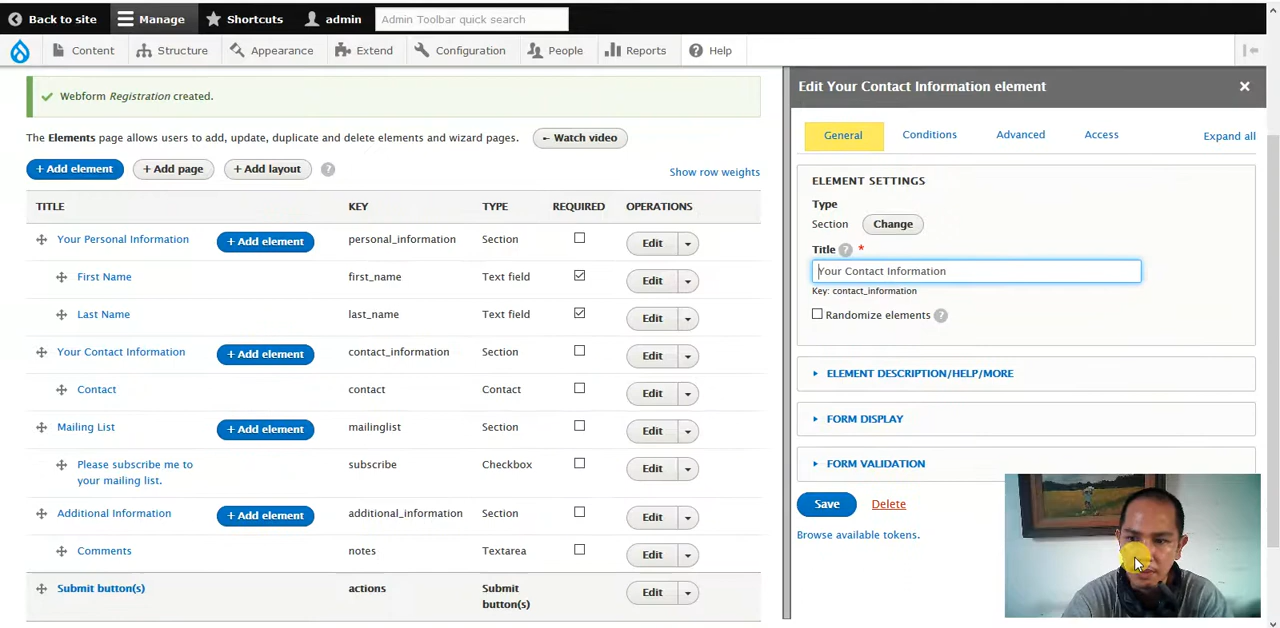 Back to site Manage Shortcuts admin Admin Toolbar quick search
Content Structure Appearance Extend Configuration People Reports Help
Webform Registration created.
The Elements page allows users to add, update, duplicate and delete elements and wizard pages. Watch video
+ Add element + Add page + Add layout ?
Show row weights
TITLE KEY TYPE REQUIRED OPERATIONS
Your Personal Information + Add element personal_information Section Edit
First Name first_name Text field Edit
Last Name last_name Text field Edit
Your Contact Information + Add element contact_information Section Edit
Contact contact Contact Edit
Mailing List + Add element mailinglist Section Edit
Please subscribe me to subscribe Checkbox Edit
your mailing list.
Additional Information + Add element additional_information Section Edit
Comments notes Textarea Edit
Submit button(s) actions Submit Edit
button(s)
Edit Your Contact Information element
General Conditions Advanced Access Expand all
ELEMENT SETTINGS
Type
Section Change
Title ? *
Your Contact Information
Key: contact_information
Randomize elements ?
ELEMENT DESCRIPTION/HELP/MORE
FORM DISPLAY
FORM VALIDATION
Save Delete
Browse available tokens.